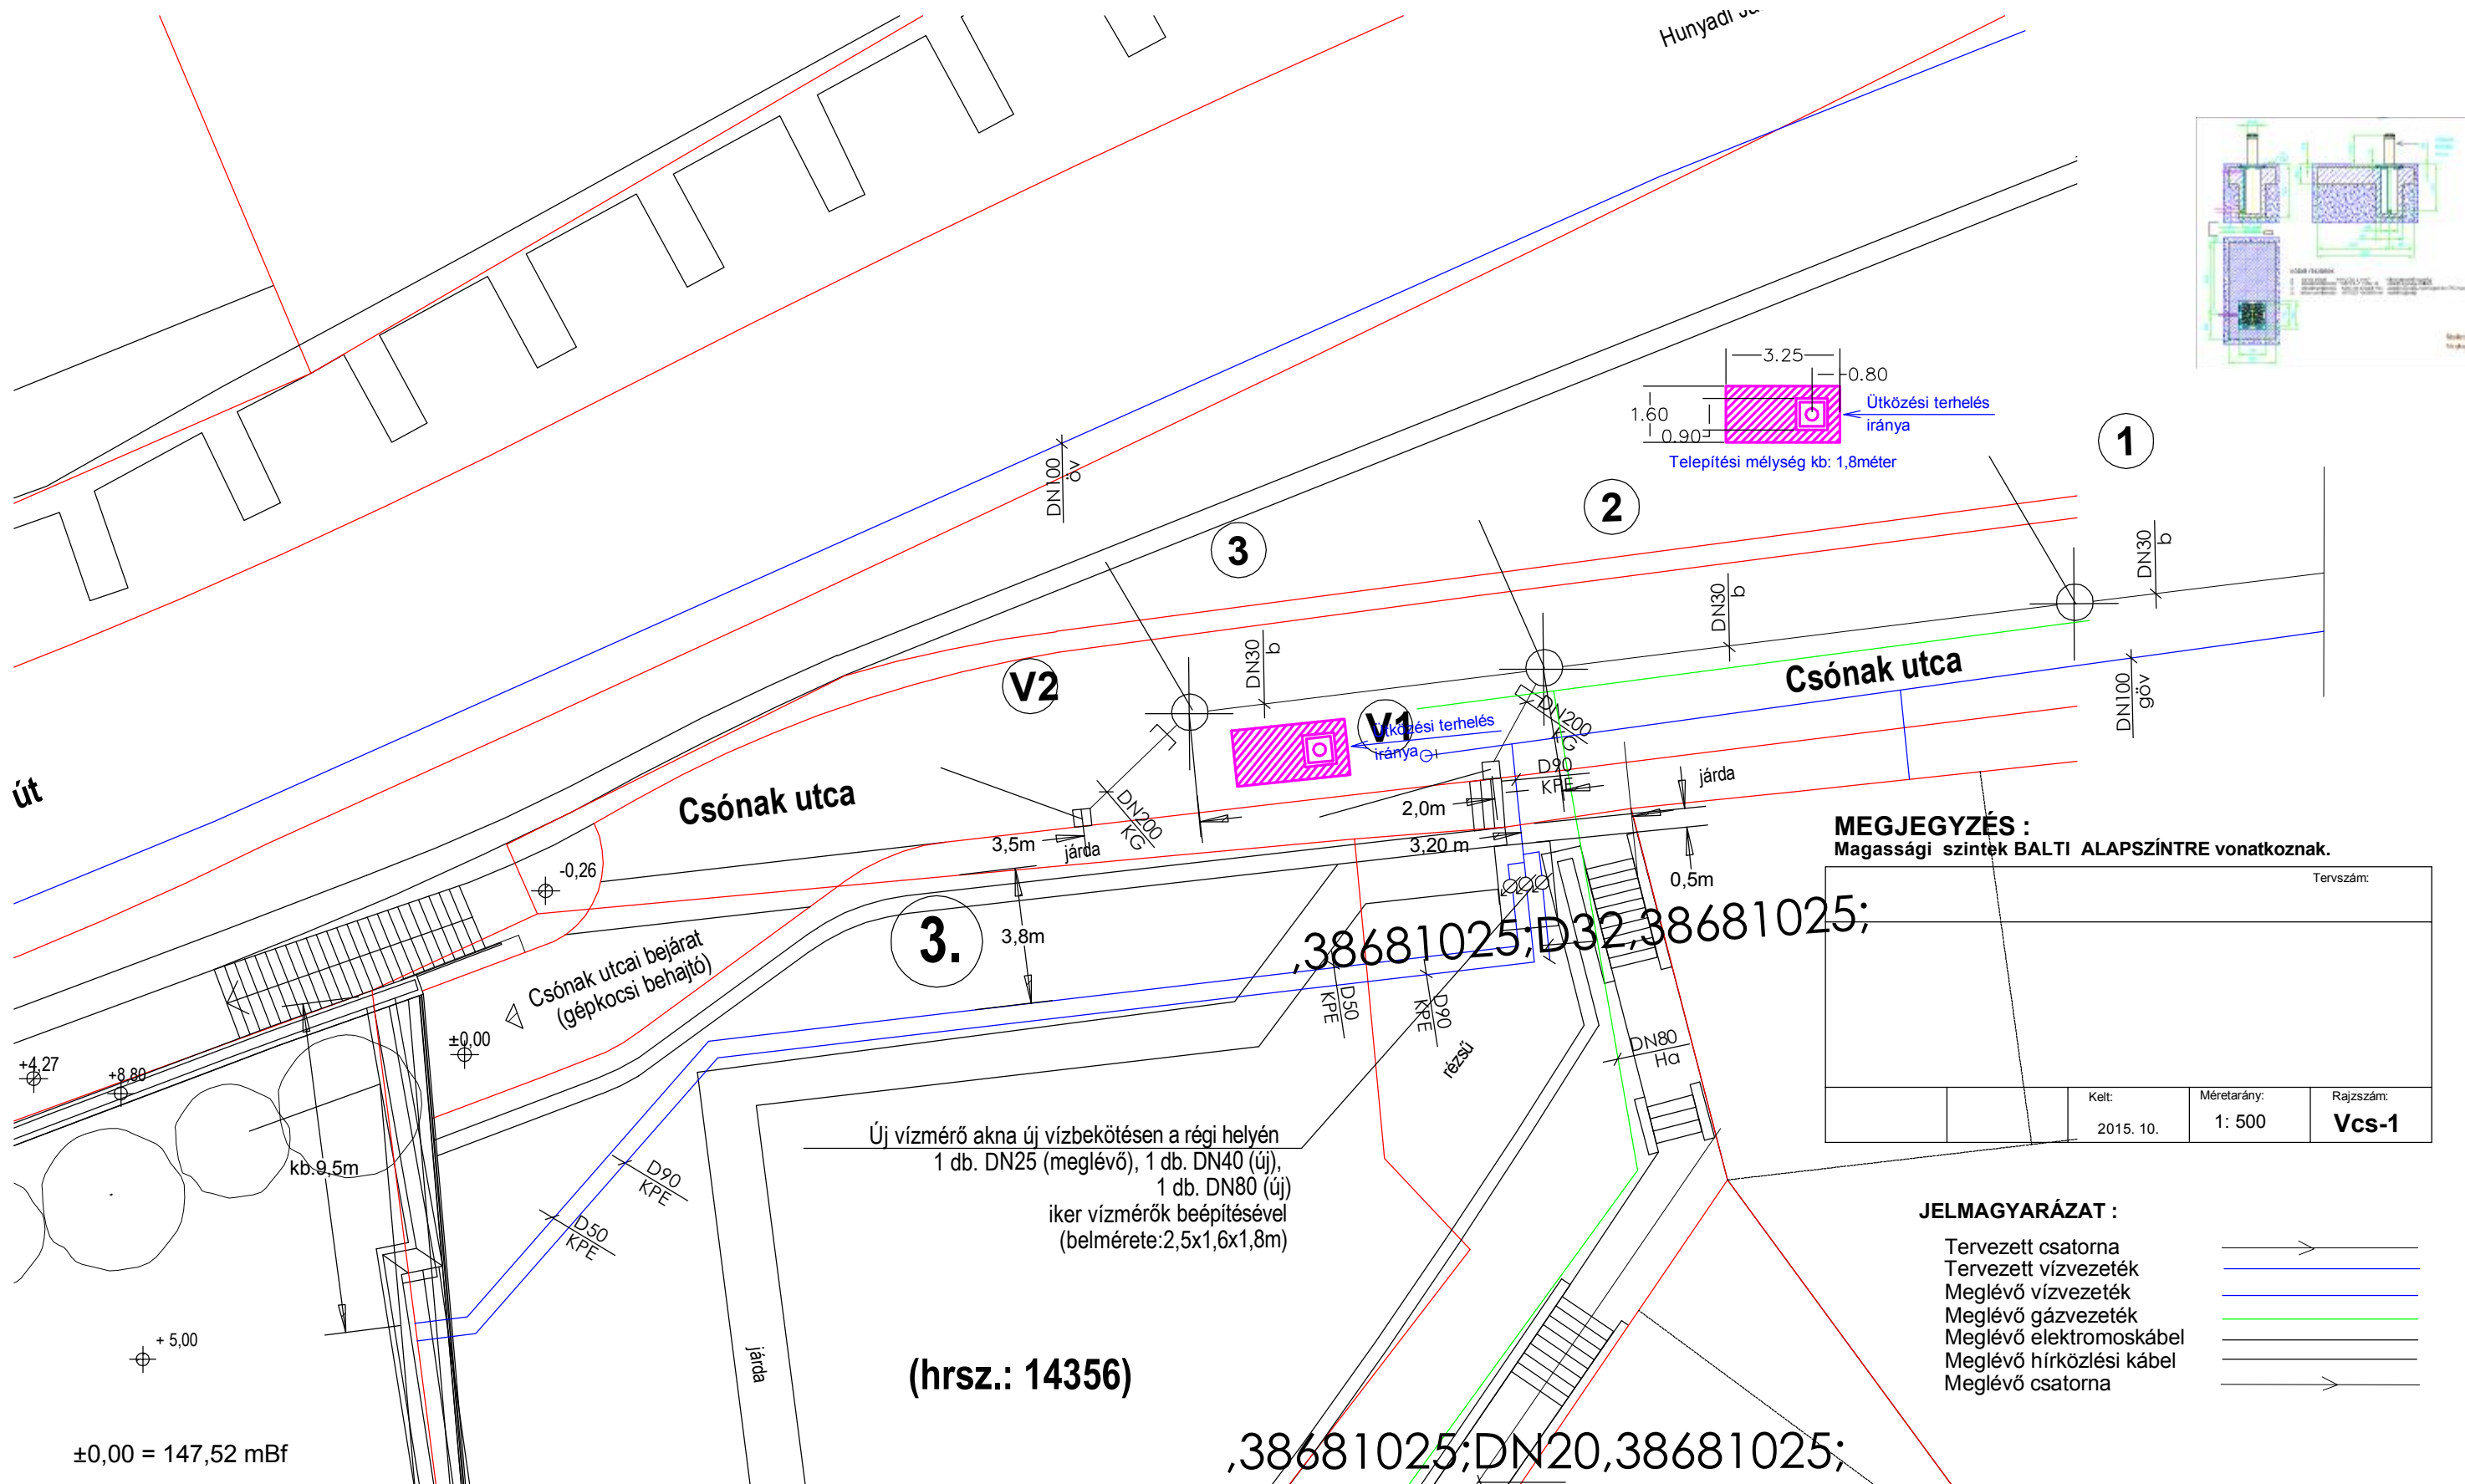 Hunyadi
3.25
0.80
1.60
0.90
Ütközési terhelés
iránya
Telepítési mélység kb: 1,8méter
1
2
3
DN100
öv
DN30
b
DN30
b
DN30
b
DN100
göv
V2
V1
Ütközési terhelés
iránya
Csónak utca
DN200
KG
D90
KPE
járda
2,0m
3,20 m
0,5m
út
Csónak utca
DN200
KG
3,5m
járda
-0,26
3.
3,8m
Csónak utcai bejárat
(gépkocsi behajtó)
±0,00
+4,27
+8,80
kb.9,5m
+ 5,00
±0,00 = 147,52 mBf
,38681025;D32,38681025;
D50
KPE
D90
KPE
rézsű
DN80
Ha
D90
KPE
D50
KPE
Új vízmérő akna új vízbekötésen a régi helyén
1 db. DN25 (meglévő), 1 db. DN40 (új),
1 db. DN80 (új)
iker vízmérők beépítésével
(belmérete:2,5x1,6x1,8m)
járda
(hrsz.: 14356)
,38681025;DN20,38681025;
MEGJEGYZÉS :
Magassági szintek BALTI ALAPSZÍNTRE vonatkoznak.
Tervszám:
Kelt:
2015. 10.
Méretarány:
1: 500
Rajzszám:
Vcs-1
JELMAGYARÁZAT :
Tervezett csatorna
Tervezett vízvezeték
Meglévő vízvezeték
Meglévő gázvezeték
Meglévő elektromoskábel
Meglévő hírközlési kábel
Meglévő csatorna